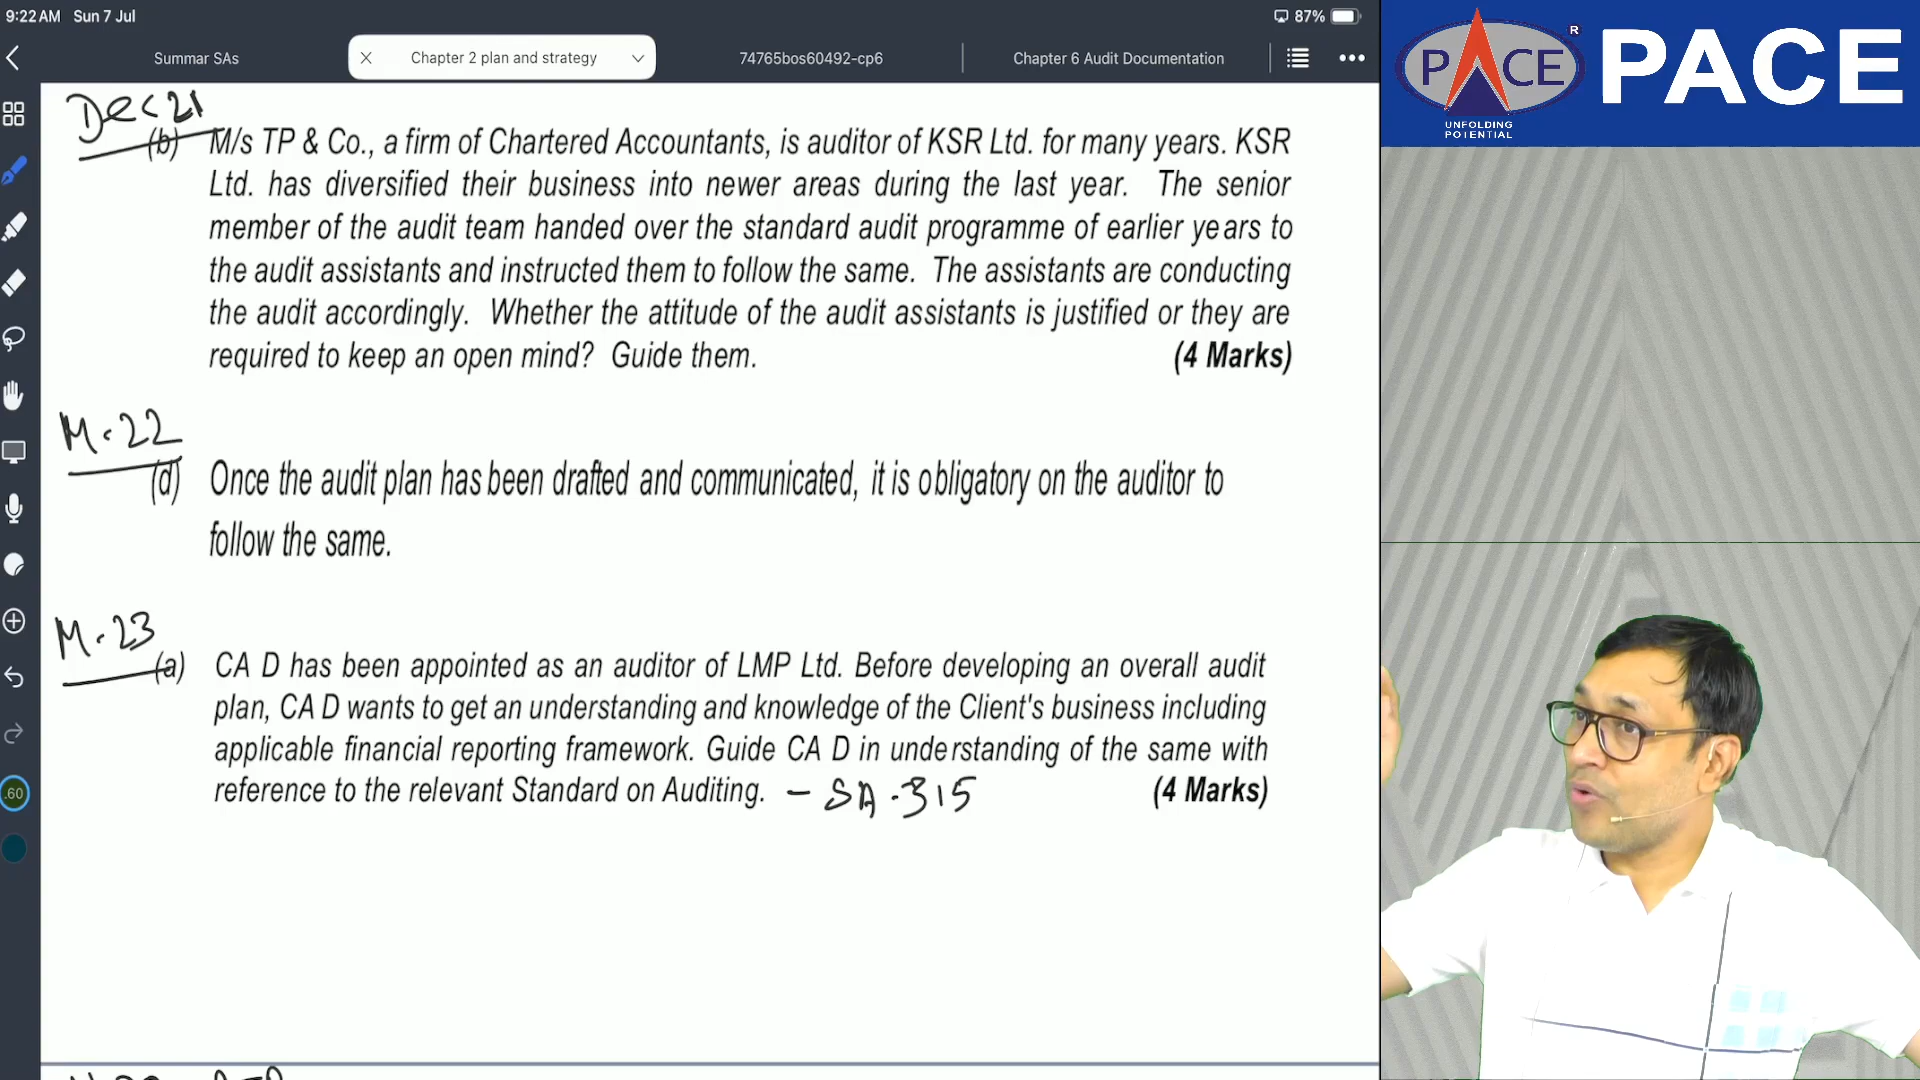 9:22 AM Sun 7 Jul
87%
Summar SAs
Chapter 2 plan and strategy
74765bos60492-cp6
Chapter 6 Audit Documentation
PACE ® PACE
UNFOLDING
POTENTIAL
Dec 21
(b) M/s TP & Co., a firm of Chartered Accountants, is auditor of KSR Ltd. for many years. KSR
Ltd. has diversified their business into newer areas during the last year. The senior
member of the audit team handed over the standard audit programme of earlier years to
the audit assistants and instructed them to follow the same. The assistants are conducting
the audit accordingly. Whether the attitude of the audit assistants is justified or they are
required to keep an open mind? Guide them. (4 Marks)
M.22
(d) Once the audit plan has been drafted and communicated, it is obligatory on the auditor to
follow the same.
M.23
(a) CA D has been appointed as an auditor of LMP Ltd. Before developing an overall audit
plan, CA D wants to get an understanding and knowledge of the Client's business including
applicable financial reporting framework. Guide CA D in understanding of the same with
reference to the relevant Standard on Auditing. - SA.315 (4 Marks)
.60